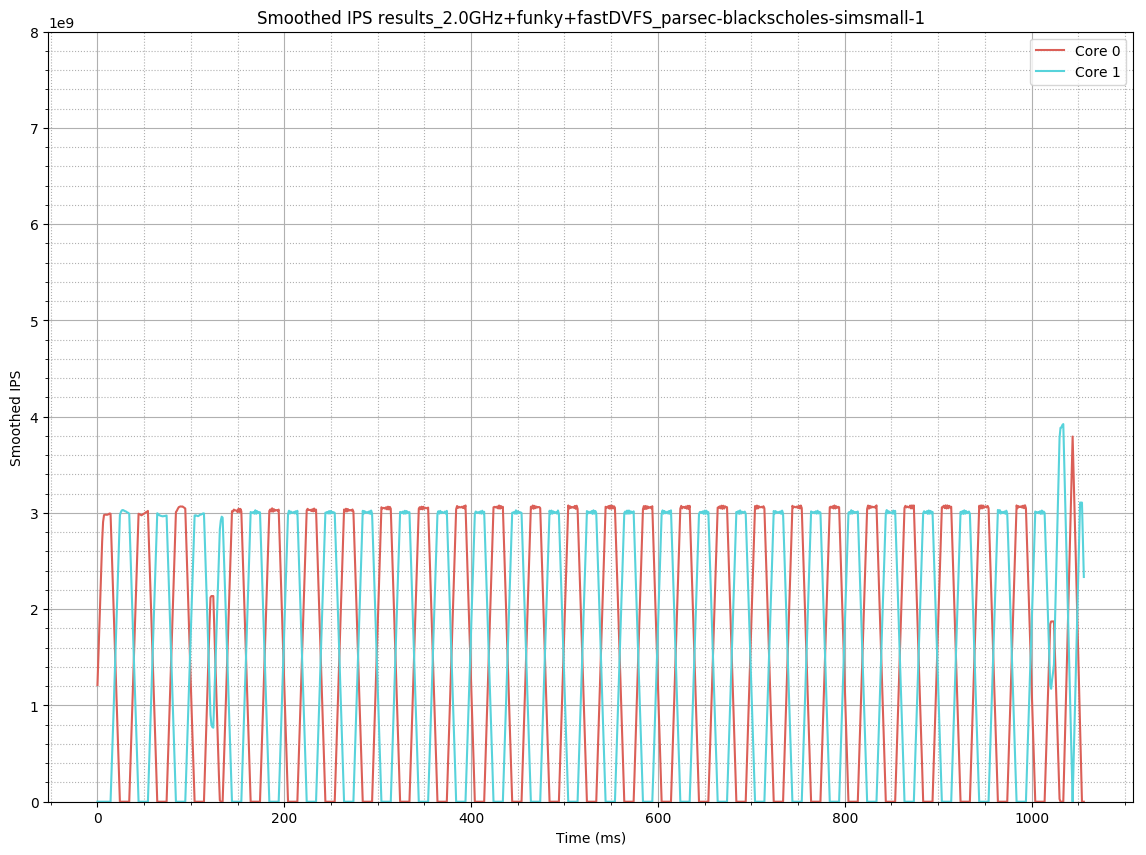 Smoothed IPS results_2.0GHz+funky+fastDVFS_parsec-blackscholes-simsmall-1
1e9
8
7
6
5
4
3
2
1
0
Smoothed IPS
Core 0
Core 1
0
200
400
600
800
1000
Time (ms)